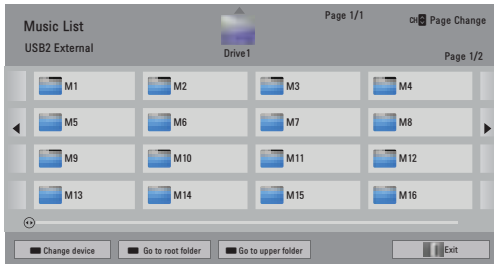 Music List
Page 1/1
CH Page Change
USB2 External
Drive1
Page 1/2
M1 M2 M3 M4
M5 M6 M7 M8
M9 M10 M11 M12
M13 M14 M15 M16
Change device Go to root folder Go to upper folder Exit